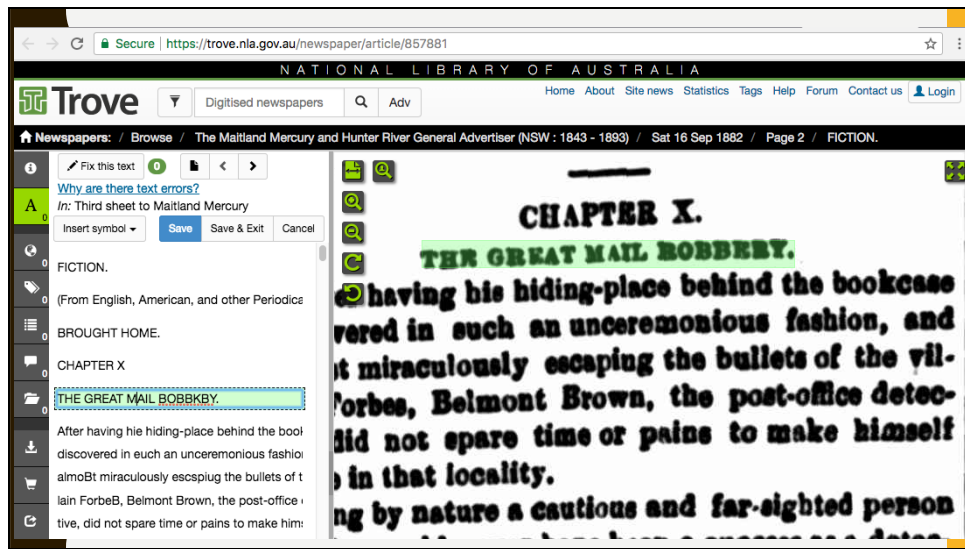 Secure | https://trove.nla.gov.au/newspaper/article/857881
NATIONAL LIBRARY OF AUSTRALIA
Trove
Digitised newspapers
Adv
Home About Site news Statistics Tags Help Forum Contact us Login
Newspapers: / Browse / The Maitland Mercury and Hunter River General Advertiser (NSW : 1843 - 1893) / Sat 16 Sep 1882 / Page 2 / FICTION.
Fix this text 0
Why are there text errors?
In: Third sheet to Maitland Mercury
Insert symbol Save Save & Exit Cancel
A 0
0
0
0
0
0
FICTION.
(From English, American, and other Periodica
BROUGHT HOME.
CHAPTER X
THE GREAT MAIL BOBBKBY.
After having hie hiding-place behind the book
discovered in euch an unceremonious fashion
almoBt miraculously escspiug the bullets of t
lain ForbeB, Belmont Brown, the post-office
tive, did not spare time or pains to make hims
CHAPTER X.
THE GREAT MAIL ROBBERY.
having his hiding-place behind the bookcase
vered in such an unceremonious fashion, and
t miraculously escaping the bullets of the vil-
Forbes, Belmont Brown, the post-office detec-
did not spare time or pains to make himself
in that locality.
ng by nature a cautious and far-sighted person